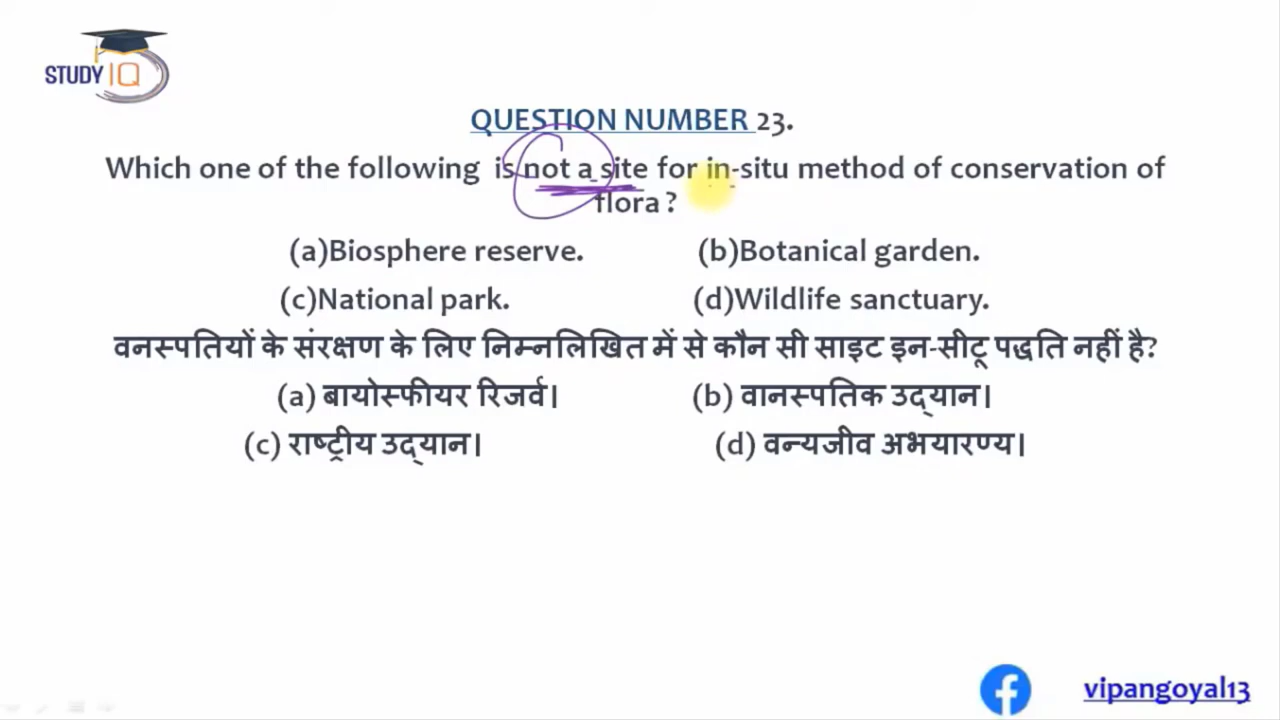 STUDY IQ
QUESTION NUMBER 23.
Which one of the following is not a site for in-situ method of conservation of
flora ?
(a)Biosphere reserve. (b)Botanical garden.
(c)National park. (d)Wildlife sanctuary.
वनस्पतियों के संरक्षण के लिए निम्नलिखित में से कौन सी साइट इन-सीटू पद्धति नहीं है?
(a) बायोस्फीयर रिजर्व। (b) वानस्पतिक उद्यान।
(c) राष्ट्रीय उद्यान। (d) वन्यजीव अभयारण्य।
vipangoyal13